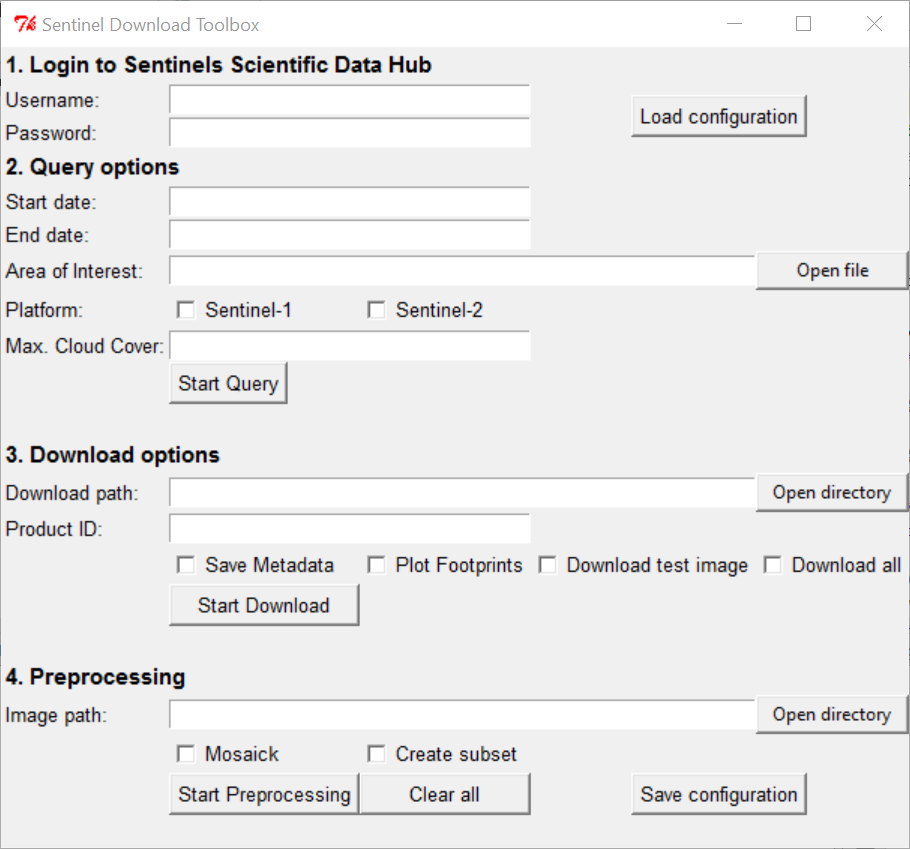 Sentinel Download Toolbox
1. Login to Sentinels Scientific Data Hub
Username:
Load configuration
Password:
2. Query options
Start date:
End date:
Area of Interest: Open file
Platform: Sentinel-1 Sentinel-2
Max. Cloud Cover:
Start Query
3. Download options
Download path: Open directory
Product ID:
Save Metadata Plot Footprints Download test image Download all
Start Download
4. Preprocessing
Image path: Open directory
Mosaick Create subset
Start Preprocessing Clear all Save configuration